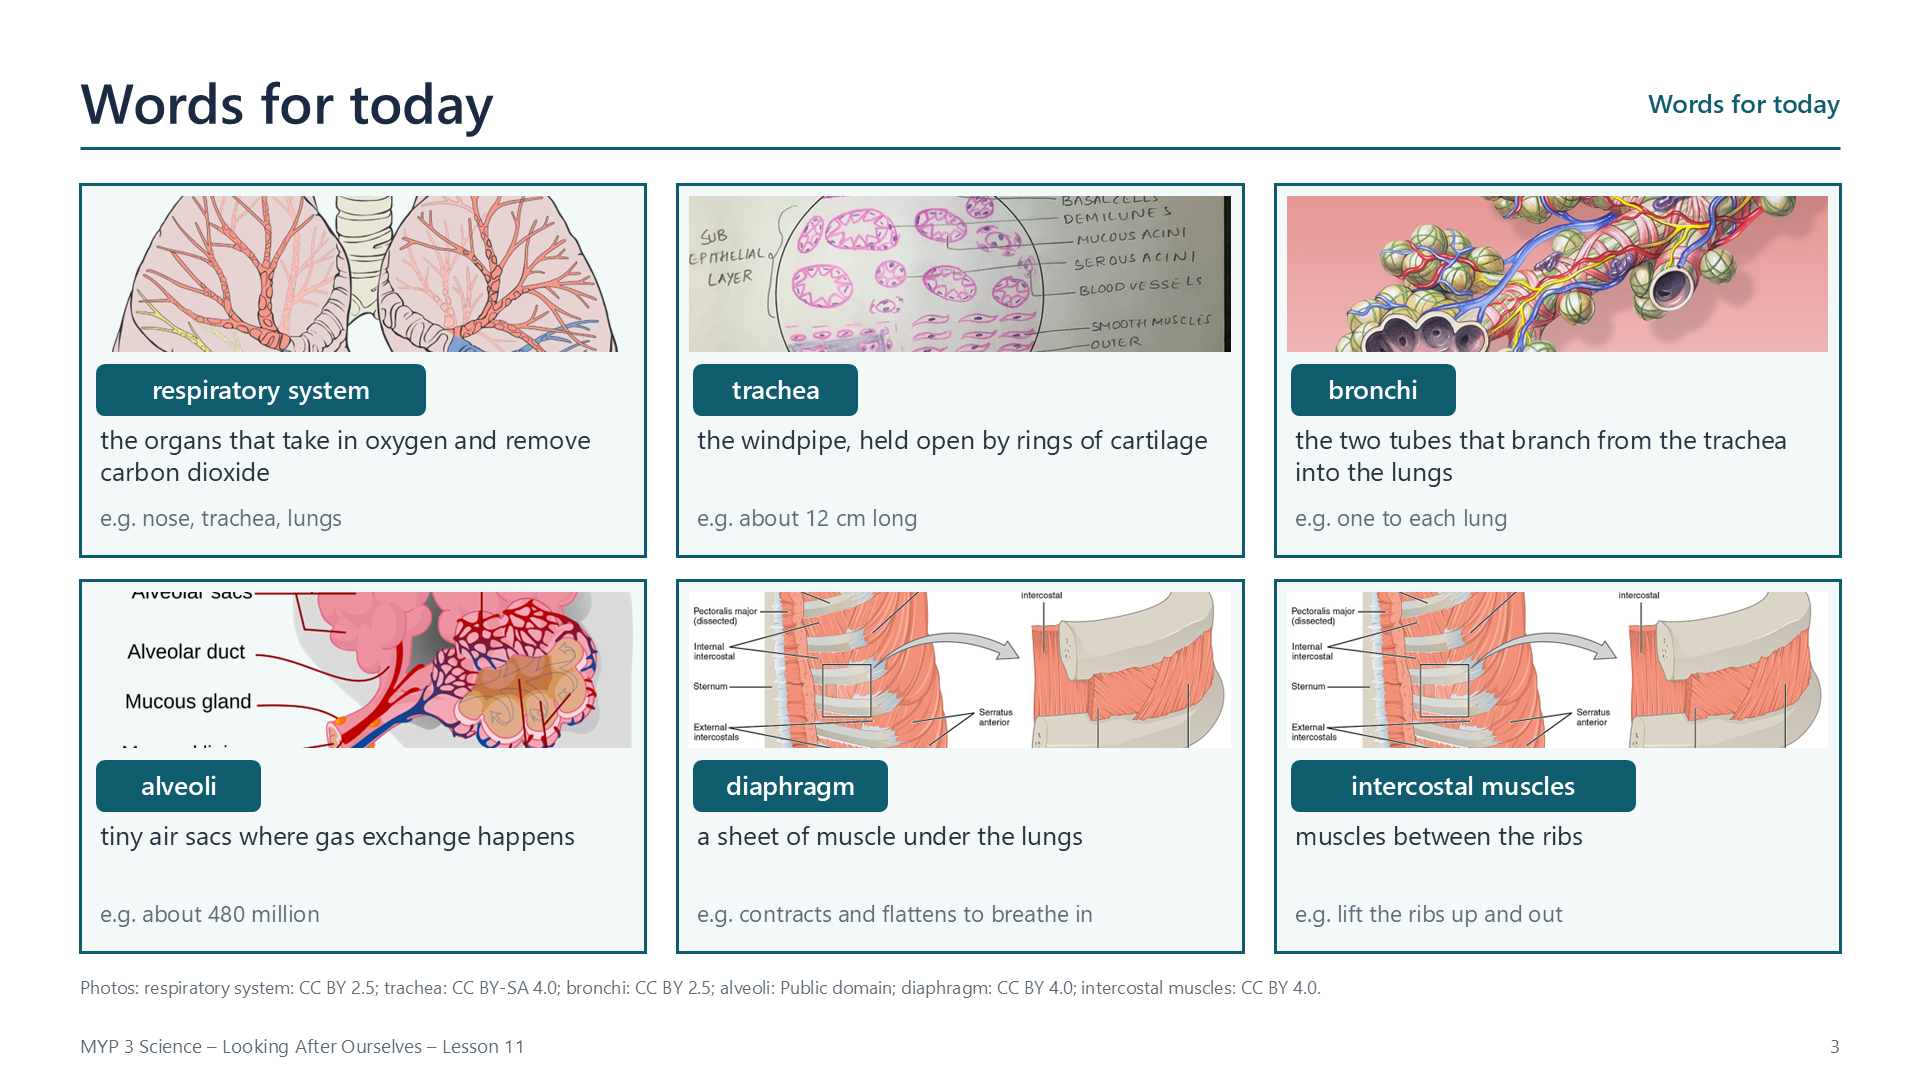 Words for today
Words for today
SUB
EPITHELIAL
LAYER
BASAL CELLS
DEMILUNES
MUCOUS ACINI
SEROUS ACINI
BLOOD VESSELS
SMOOTH MUSCLES
OUTER
respiratory system
the organs that take in oxygen and remove
carbon dioxide
e.g. nose, trachea, lungs
trachea
the windpipe, held open by rings of cartilage
e.g. about 12 cm long
bronchi
the two tubes that branch from the trachea
into the lungs
e.g. one to each lung
Alveolar sacs
Alveolar duct
Mucous gland
alveoli
tiny air sacs where gas exchange happens
e.g. about 480 million
intercostal
Pectoralis major
(dissected)
Internal
intercostal
Sternum
External
intercostals
Serratus
anterior
diaphragm
a sheet of muscle under the lungs
e.g. contracts and flattens to breathe in
intercostal
Pectoralis major
(dissected)
Internal
intercostal
Sternum
External
intercostals
Serratus
anterior
intercostal muscles
muscles between the ribs
e.g. lift the ribs up and out
Photos: respiratory system: CC BY 2.5; trachea: CC BY-SA 4.0; bronchi: CC BY 2.5; alveoli: Public domain; diaphragm: CC BY 4.0; intercostal muscles: CC BY 4.0.
MYP 3 Science – Looking After Ourselves – Lesson 11
3